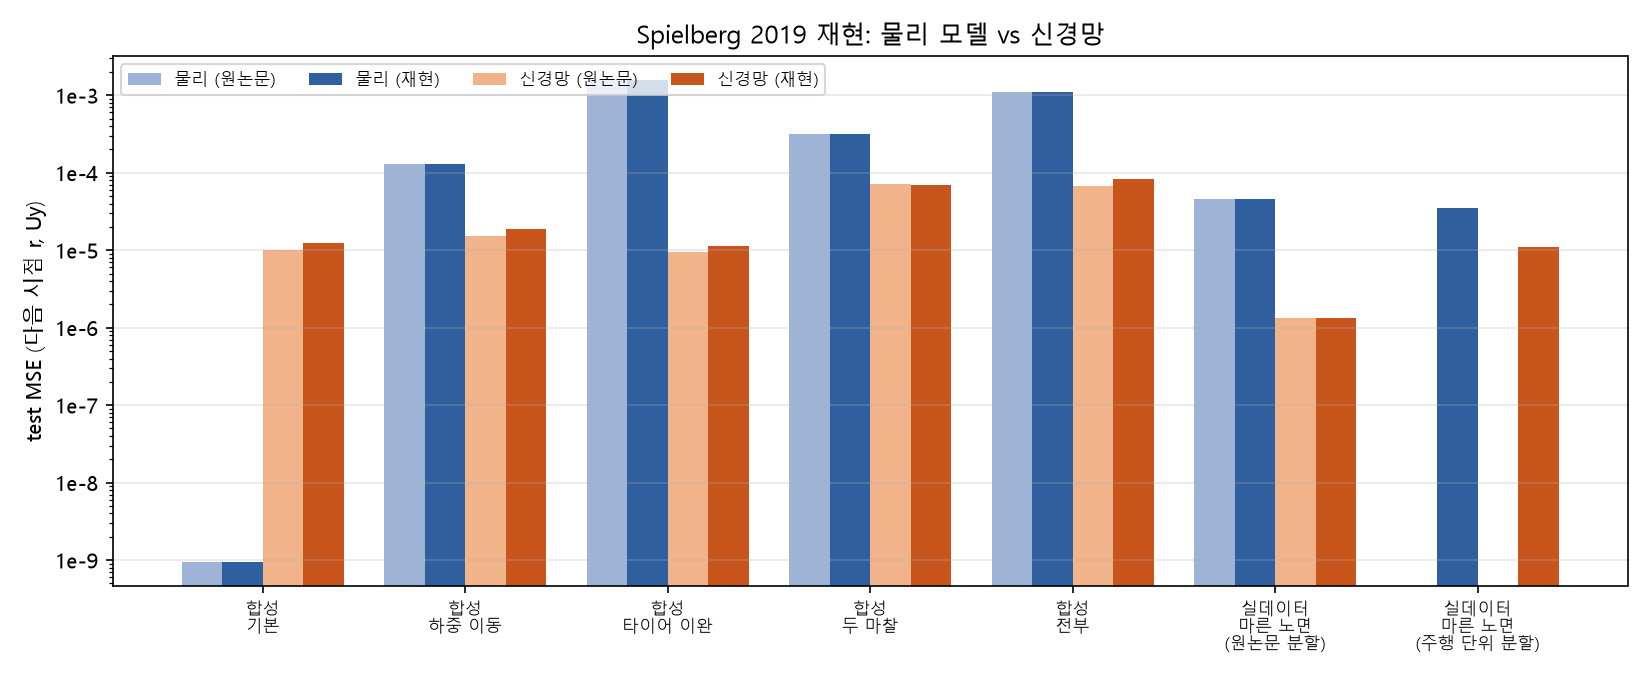 Spielberg 2019 재현: 물리 모델 vs 신경망
물리 (원논문)
물리 (재현)
신경망 (원논문)
신경망 (재현)
test MSE (다음 시점 r, Uy)
1e-3
1e-4
1e-5
1e-6
1e-7
1e-8
1e-9
합성
기본
합성
하중 이동
합성
타이어 이완
합성
두 마찰
합성
전부
실데이터
마른 노면
(원논문 분할)
실데이터
마른 노면
(주행 단위 분할)